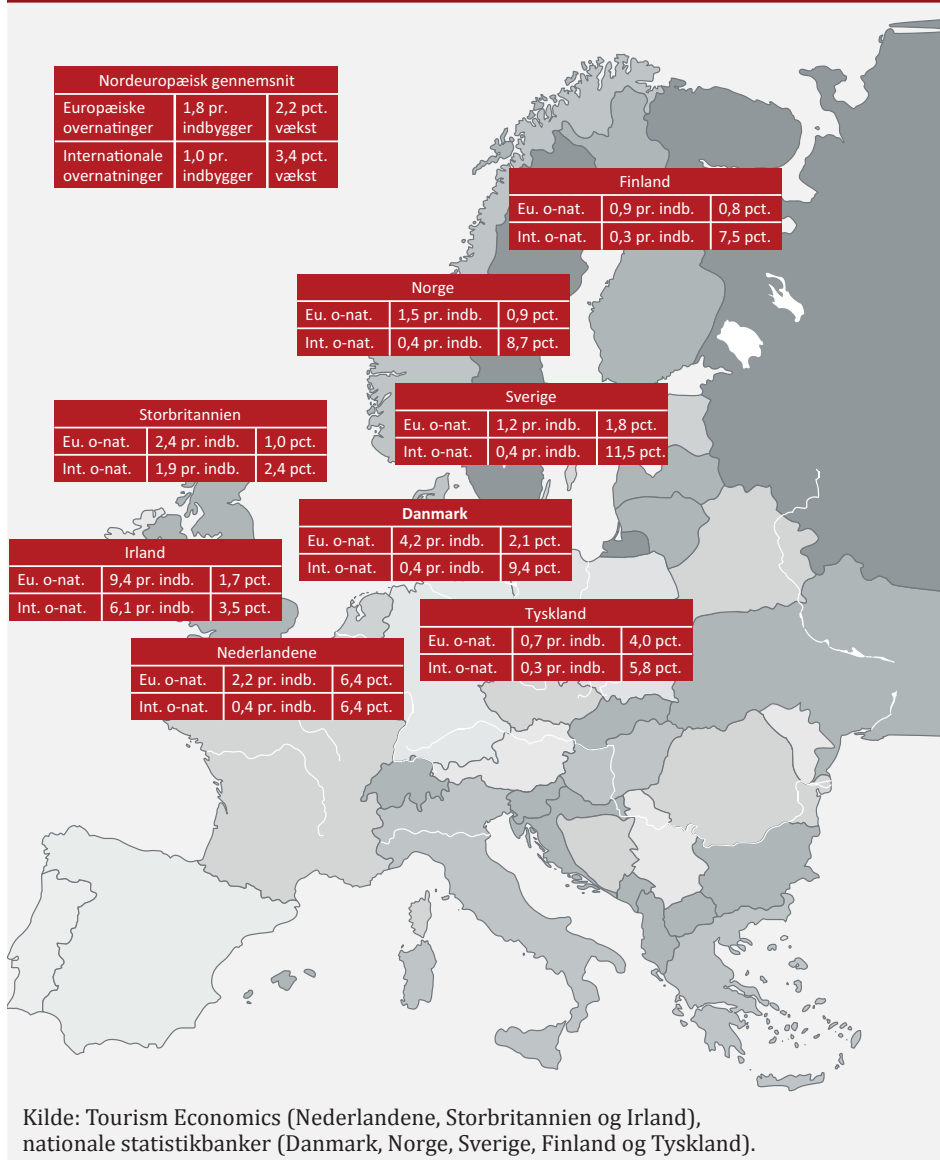 Nordeuropæisk gennemsnit
Europæiske overnatinger 1,8 pr. indbygger 2,2 pct. vækst
Internationale overnatninger 1,0 pr. indbygger 3,4 pct. vækst
Finland
Eu. o-nat. 0,9 pr. indb. 0,8 pct.
Int. o-nat. 0,3 pr. indb. 7,5 pct.
Norge
Eu. o-nat. 1,5 pr. indb. 0,9 pct.
Int. o-nat. 0,4 pr. indb. 8,7 pct.
Sverige
Eu. o-nat. 1,2 pr. indb. 1,8 pct.
Int. o-nat. 0,4 pr. indb. 11,5 pct.
Storbritannien
Eu. o-nat. 2,4 pr. indb. 1,0 pct.
Int. o-nat. 1,9 pr. indb. 2,4 pct.
Danmark
Eu. o-nat. 4,2 pr. indb. 2,1 pct.
Int. o-nat. 0,4 pr. indb. 9,4 pct.
Irland
Eu. o-nat. 9,4 pr. indb. 1,7 pct.
Int. o-nat. 6,1 pr. indb. 3,5 pct.
Tyskland
Eu. o-nat. 0,7 pr. indb. 4,0 pct.
Int. o-nat. 0,3 pr. indb. 5,8 pct.
Nederlandene
Eu. o-nat. 2,2 pr. indb. 6,4 pct.
Int. o-nat. 0,4 pr. indb. 6,4 pct.
Kilde: Tourism Economics (Nederlandene, Storbritannien og Irland),
nationale statistikbanker (Danmark, Norge, Sverige, Finland og Tyskland).